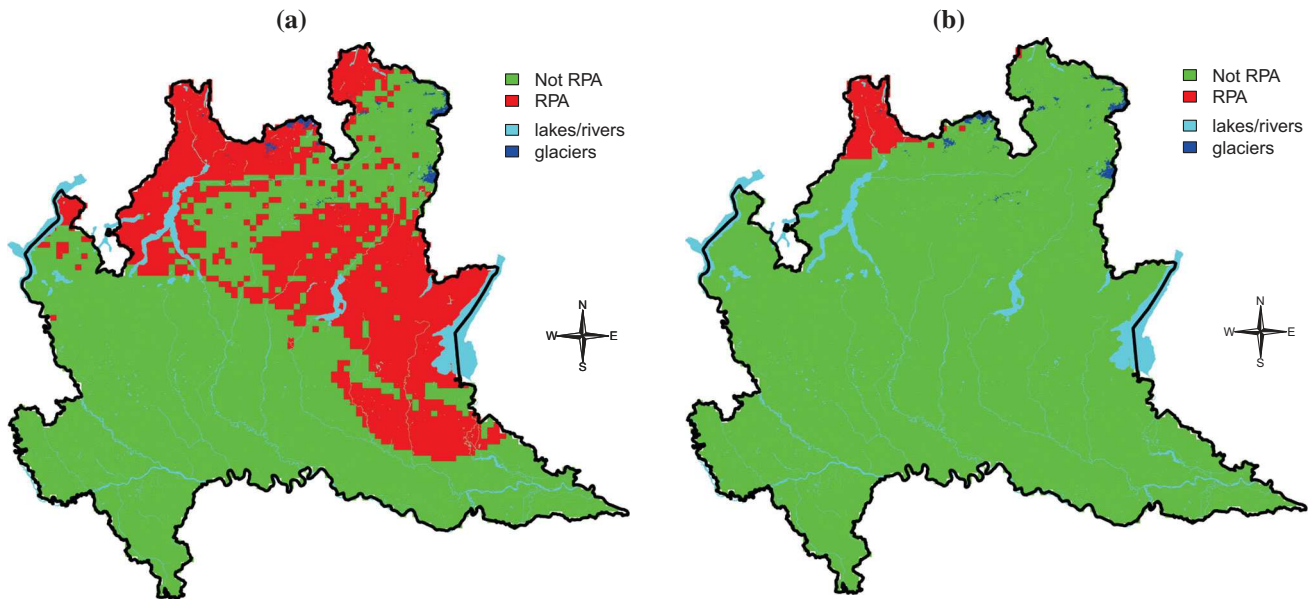 (a)
Not RPA
RPA
lakes/rivers
glaciers
N
W E
S
(b)
Not RPA
RPA
lakes/rivers
glaciers
N
W E
S